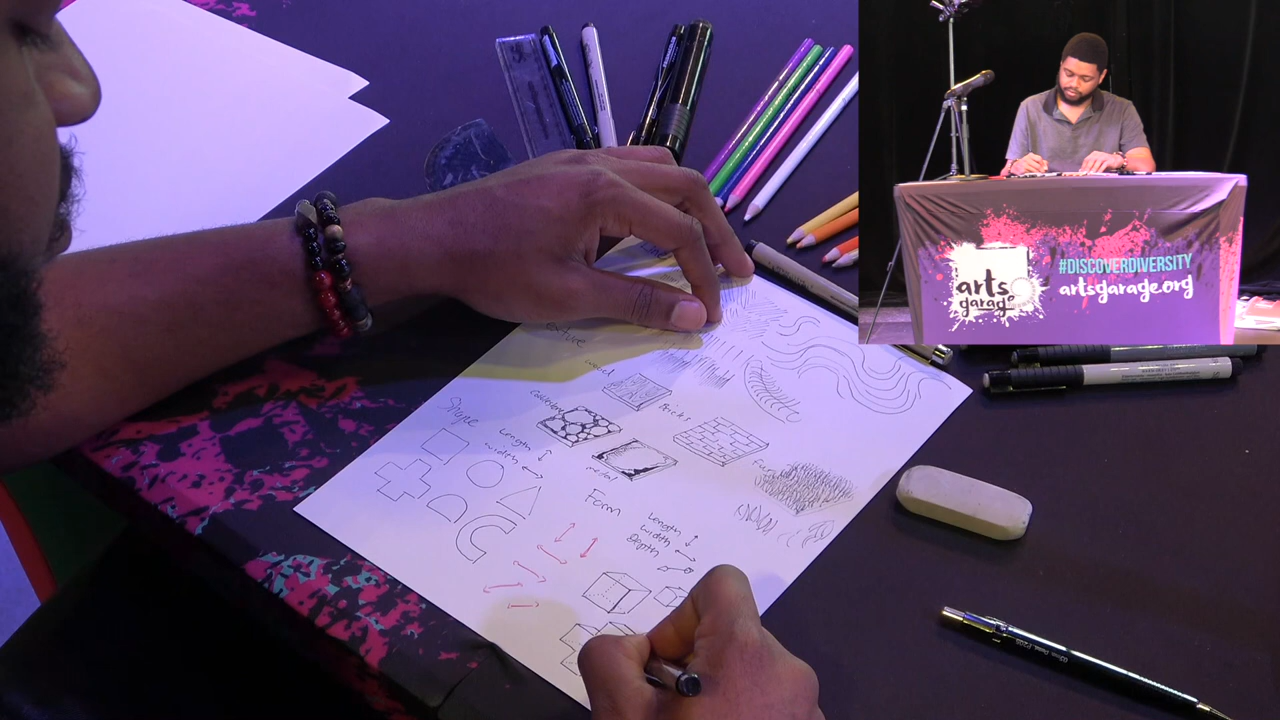 #DISCOVERDIVERSITY
arts
garage
artsgarage.org
Texture
wood
cobblestone
Bricks
metal
Fur
Shape
Length
width
Form
Length
width
Depth